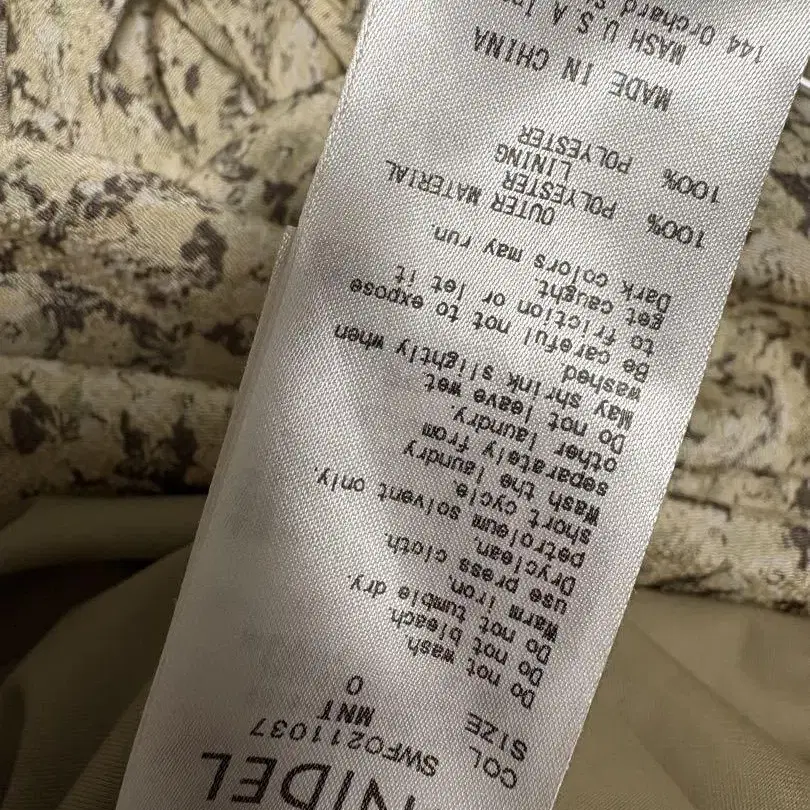 NIDEL
SWFO211037
COL MNT
SIZE 0
Do not wash.
Do not bleach.
Do not tumble dry.
Warm iron.
use press cloth.
Dryclean.
petroleum solvent only.
short cycle.
Wash the laundry
separately from
other laundry.
Do not leave wet
May shrink slightly when
washed
Be careful not to expose
to friction or let it
get caught.
Dark colors may run.
OUTER MATERIAL
100% POLYESTER
LINING
100% POLYESTER
MADE IN CHINA
MASH U S A
144 Orchard